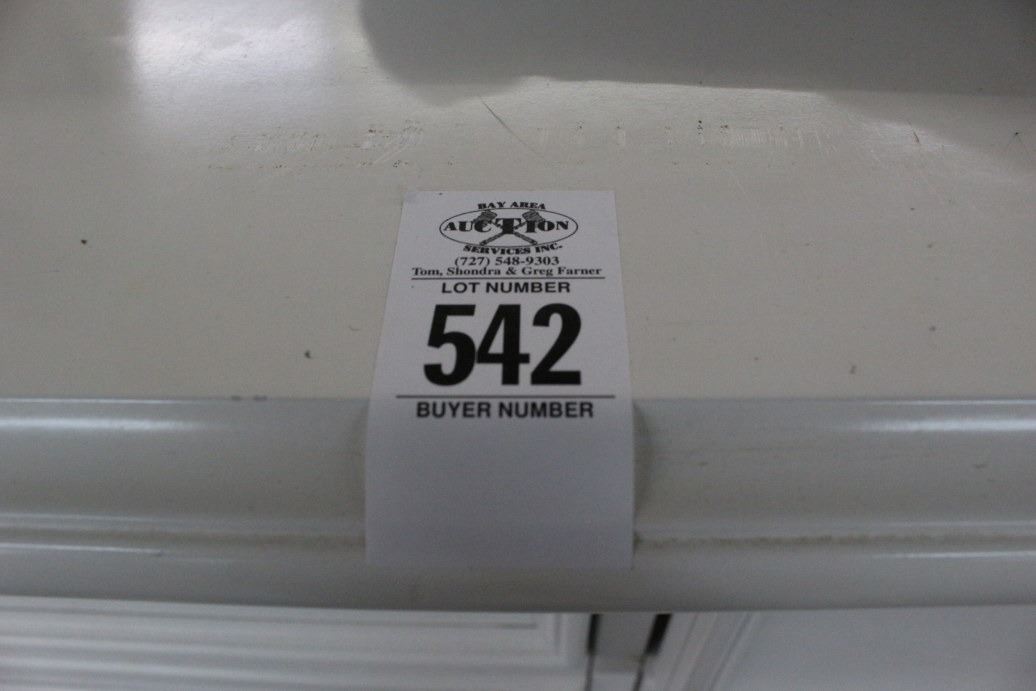 BAY AREA
AUCTION
SERVICES INC.
(727) 548-9303
Tom, Shondra & Greg Farner
LOT NUMBER
542
BUYER NUMBER